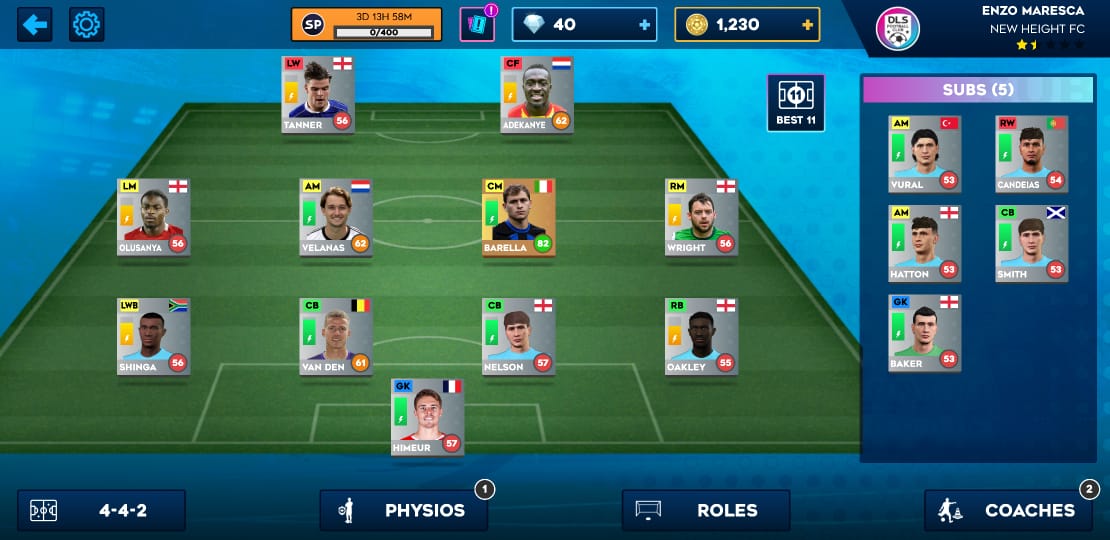 SP
3D 13H 58M
0/400
!
40
+
1,230
+
DLS
FOOTBALL
CLUB
ENZO MARESCA
NEW HEIGHT FC
BEST 11
SUBS (5)
LW
TANNER 56
CF
ADEKANYE 62
LM
OLUSANYA 56
AM
VELANAS 62
CM
BARELLA 82
RM
WRIGHT 56
LWB
SHINGA 56
CB
VAN DEN 61
CB
NELSON 57
RB
OAKLEY 55
GK
HIMEUR 57
AM
VURAL 53
RW
CANDEIAS 54
AM
HATTON 53
CB
SMITH 53
GK
BAKER 53
4-4-2
PHYSIOS 1
ROLES
COACHES 2